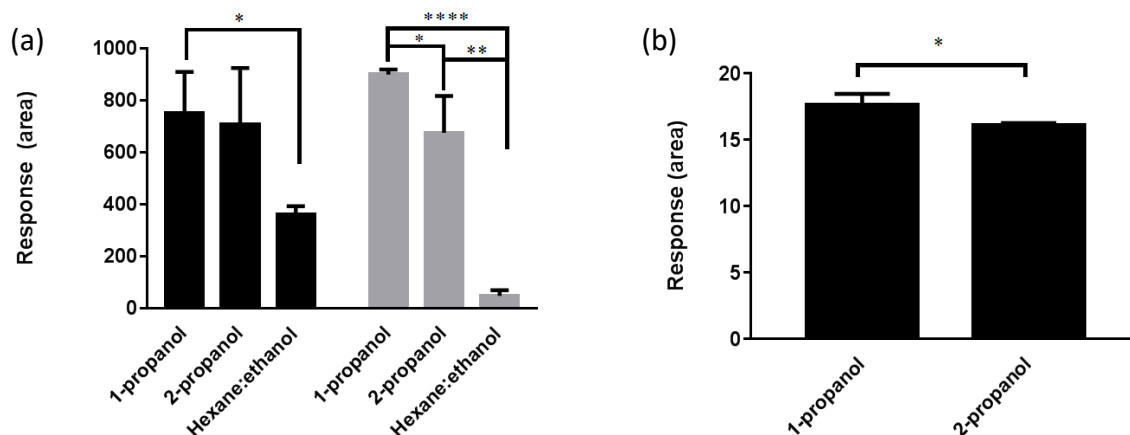 (a)
Response (area)
1000
800
600
400
200
0
*
****
*
**
1-propanol
2-propanol
Hexane:ethanol
1-propanol
2-propanol
Hexane:ethanol
(b)
Response (area)
20
15
10
5
0
*
1-propanol
2-propanol